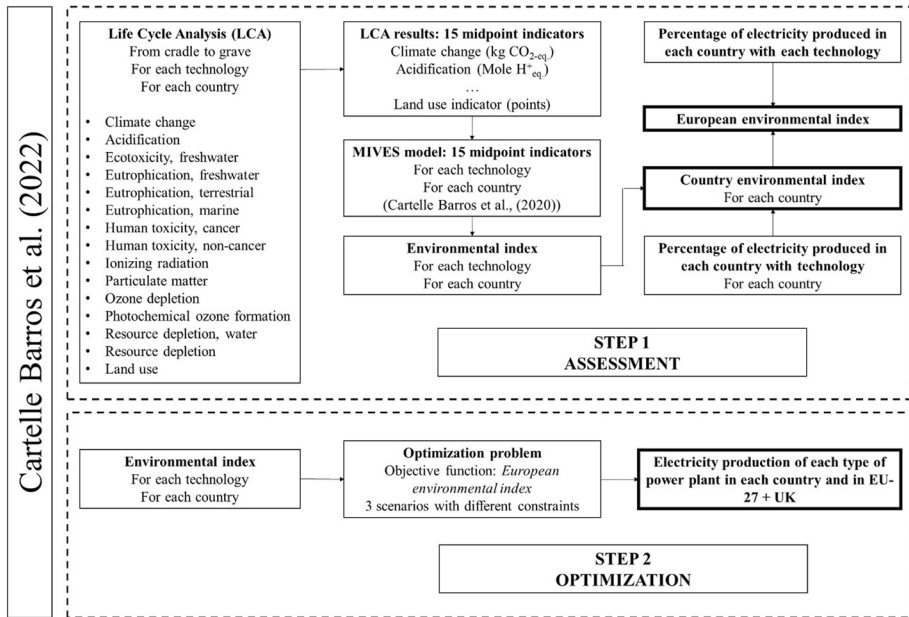 Cartelle Barros et al. (2022)
Life Cycle Analysis (LCA)
From cradle to grave
For each technology
For each country
• Climate change
• Acidification
• Ecotoxicity, freshwater
• Eutrophication, freshwater
• Eutrophication, terrestrial
• Eutrophication, marine
• Human toxicity, cancer
• Human toxicity, non-cancer
• Ionizing radiation
• Particulate matter
• Ozone depletion
• Photochemical ozone formation
• Resource depletion, water
• Resource depletion
• Land use
LCA results: 15 midpoint indicators
Climate change (kg CO2-eq.)
Acidification (Mole H+eq.)
…
Land use indicator (points)
MIVES model: 15 midpoint indicators
For each technology
For each country
(Cartelle Barros et al., (2020))
Environmental index
For each technology
For each country
Percentage of electricity produced in
each country with each technology
European environmental index
Country environmental index
For each country
Percentage of electricity produced in
each country with technology
For each country
STEP 1
ASSESSMENT
Environmental index
For each technology
For each country
Optimization problem
Objective function: European
environmental index
3 scenarios with different constraints
Electricity production of each type of
power plant in each country and in EU-
27 + UK
STEP 2
OPTIMIZATION